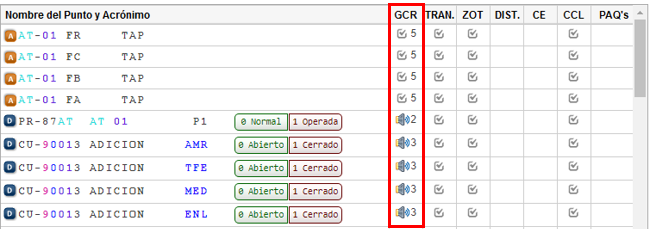 Nombre del Punto y Acrónimo GCR TRAN. ZOT DIST. CE CCL PAQ's
A AT-01 FR TAP 5
A AT-01 FC TAP 5
A AT-01 FB TAP 5
A AT-01 FA TAP 5
D PR-87AT AT 01 P1 0 Normal 1 Operada 2
D CU-90013 ADICION AMR 0 Abierto 1 Cerrado 3
D CU-90013 ADICION TFE 0 Abierto 1 Cerrado 3
D CU-90013 ADICION MED 0 Abierto 1 Cerrado 3
D CU-90013 ADICION ENL 0 Abierto 1 Cerrado 3